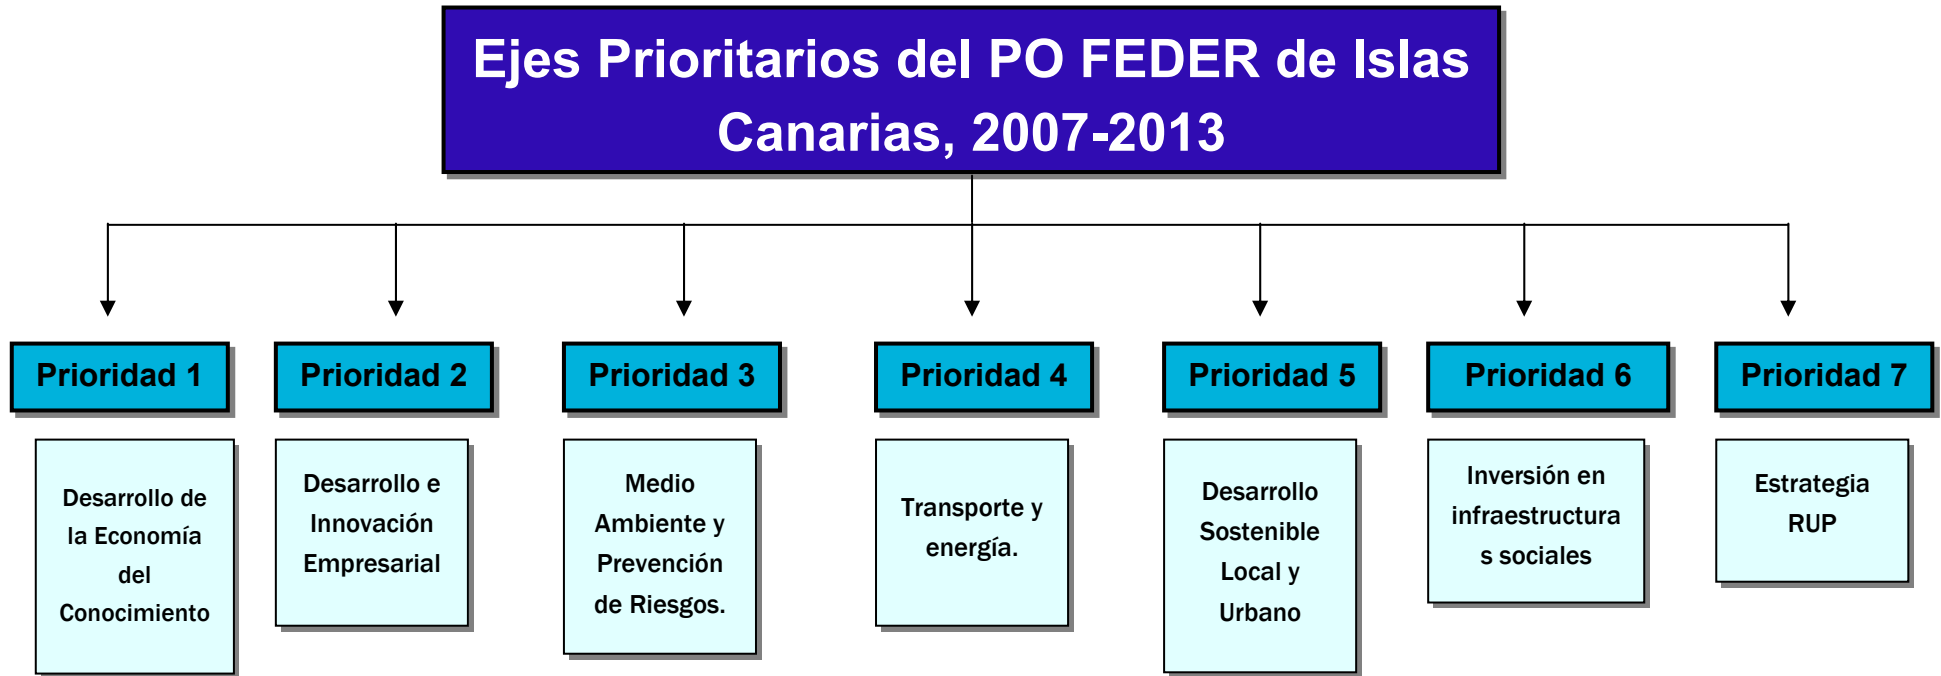 Ejes Prioritarios del PO FEDER de Islas
Canarias, 2007-2013
Prioridad 1
Prioridad 2
Prioridad 3
Prioridad 4
Prioridad 5
Prioridad 6
Prioridad 7
Desarrollo de
la Economía
del
Conocimiento
Desarrollo e
Innovación
Empresarial
Medio
Ambiente y
Prevención
de Riesgos.
Transporte y
energía.
Desarrollo
Sostenible
Local y
Urbano
Inversión en
infraestructura
s sociales
Estrategia
RUP